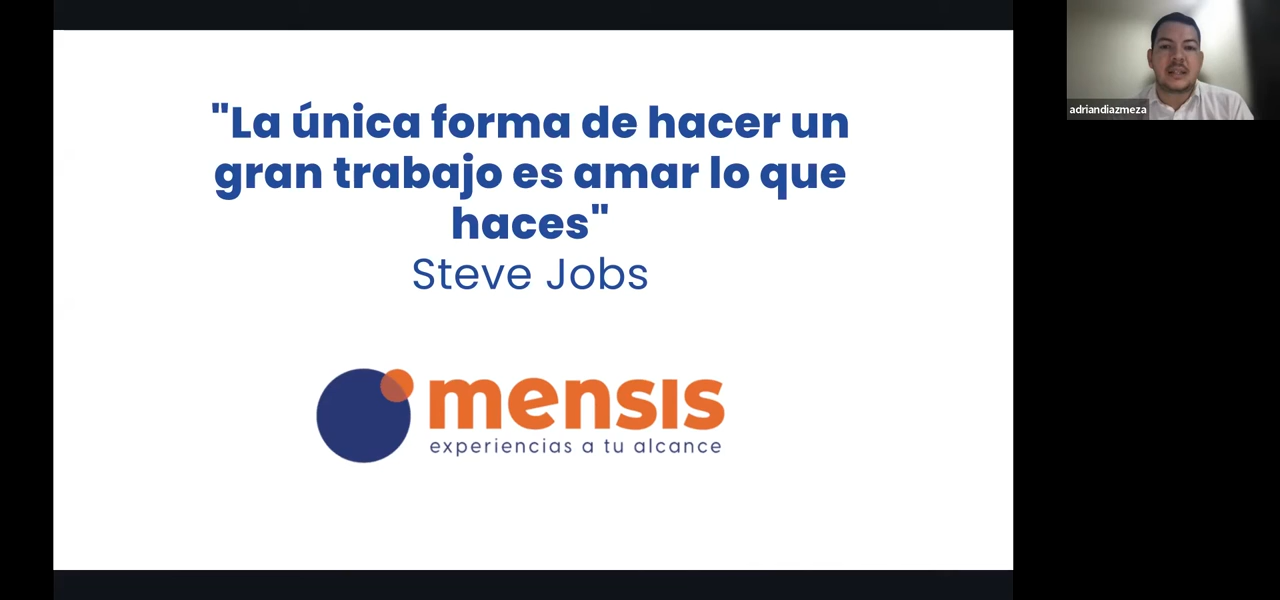 "La única forma de hacer un
gran trabajo es amar lo que
haces"
Steve Jobs
mensis
experiencias a tu alcance
adriandiazmeza